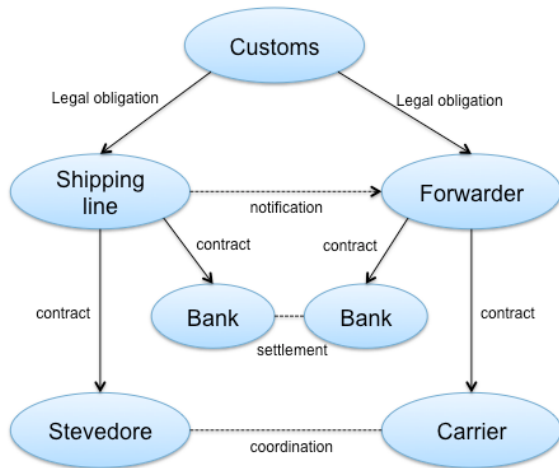 Customs
Legal obligation
Legal obligation
Shipping
line
Forwarder
notification
contract
contract
contract
contract
Bank
Bank
settlement
Stevedore
Carrier
coordination